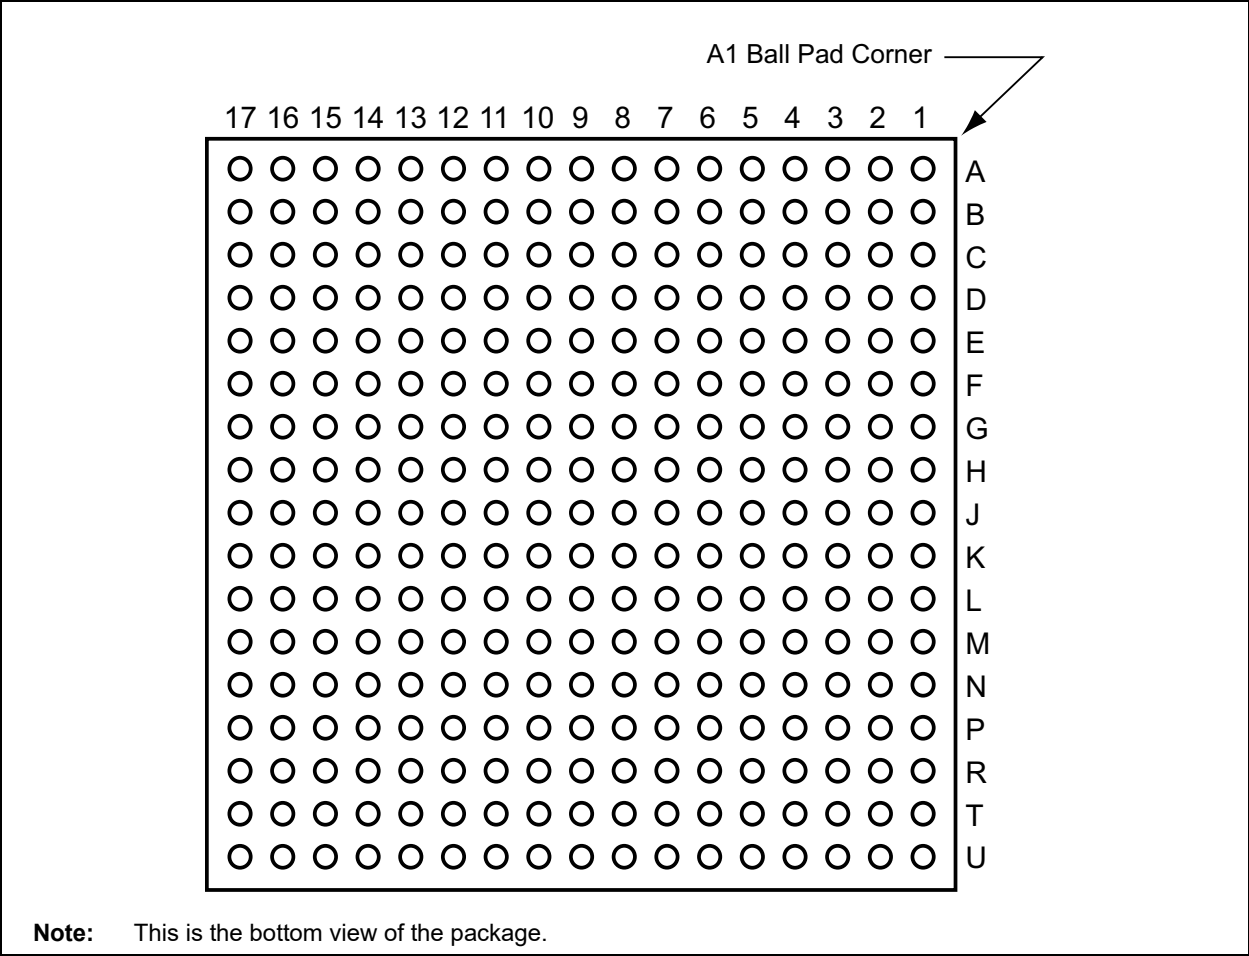 A1 Ball Pad Corner
17 16 15 14 13 12 11 10 9 8 7 6 5 4 3 2 1
A
B
C
D
E
F
G
H
J
K
L
M
N
P
R
T
U
Note: This is the bottom view of the package.